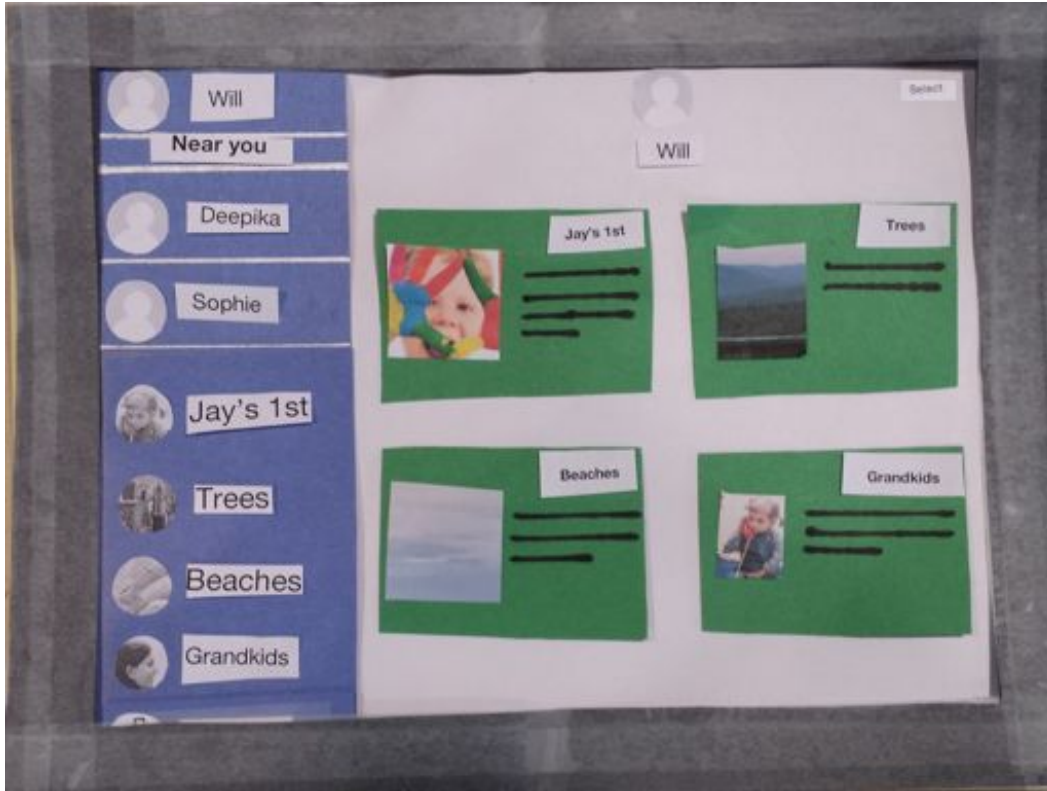 Will
Near you
Deepika
Sophie
Jay's 1st
Trees
Beaches
Grandkids
Select
Will
Jay's 1st
Trees
Beaches
Grandkids